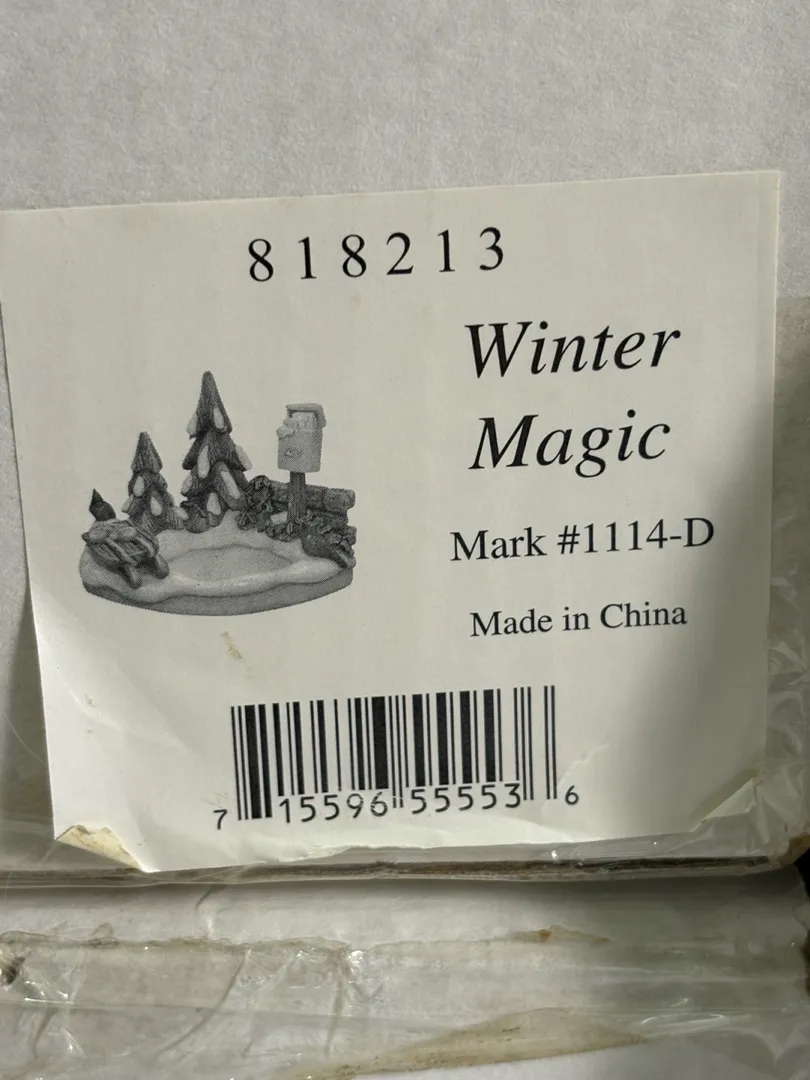 818213
Winter
Magic
Mark #1114-D
Made in China
7 15596 55553 6